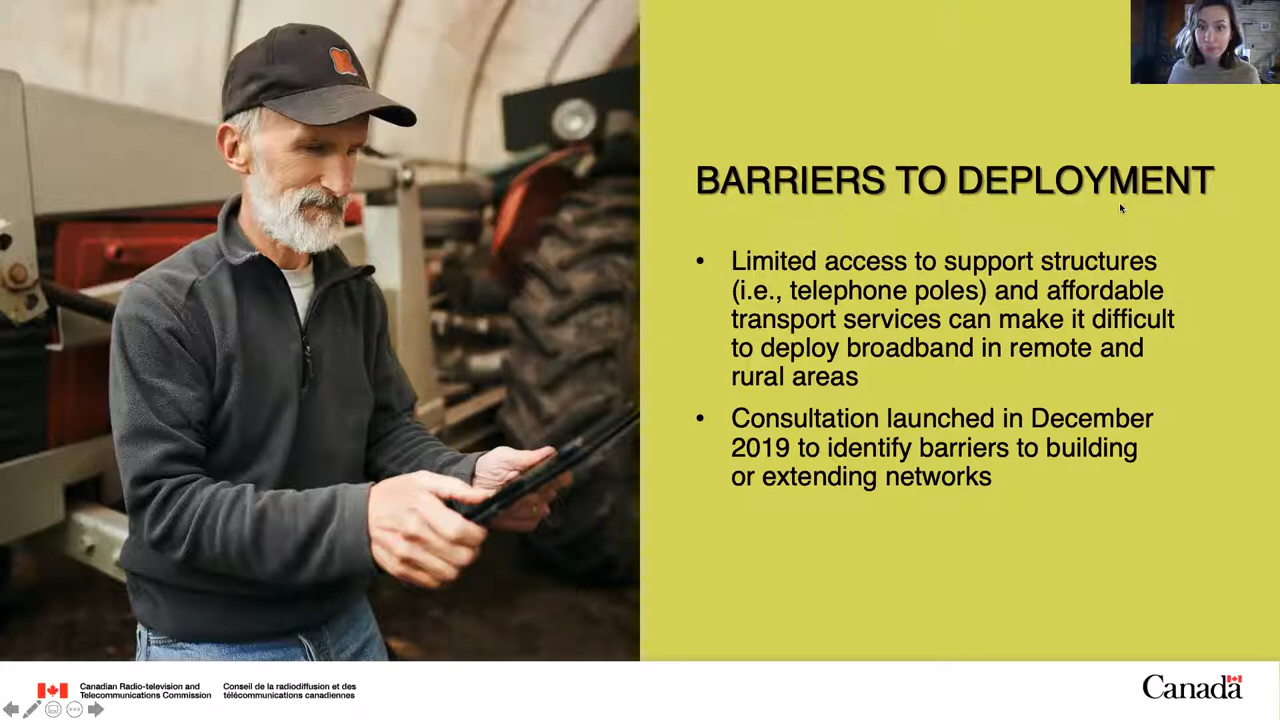 BARRIERS TO DEPLOYMENT
• Limited access to support structures
(i.e., telephone poles) and affordable
transport services can make it difficult
to deploy broadband in remote and
rural areas
• Consultation launched in December
2019 to identify barriers to building
or extending networks
Canadian Radio-television and
Telecommunications Commission
Conseil de la radiodiffusion et des
télécommunications canadiennes
Canada